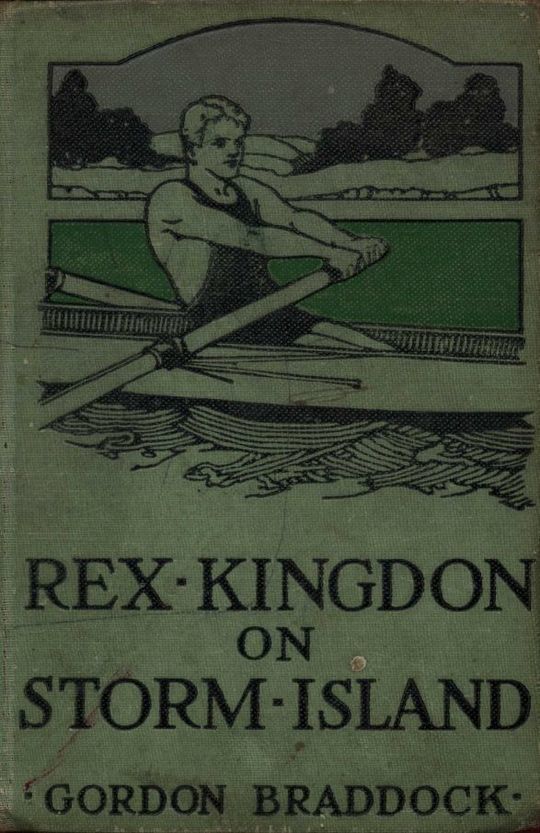 REX·KINGDON
ON
STORM·ISLAND
·GORDON BRADDOCK·